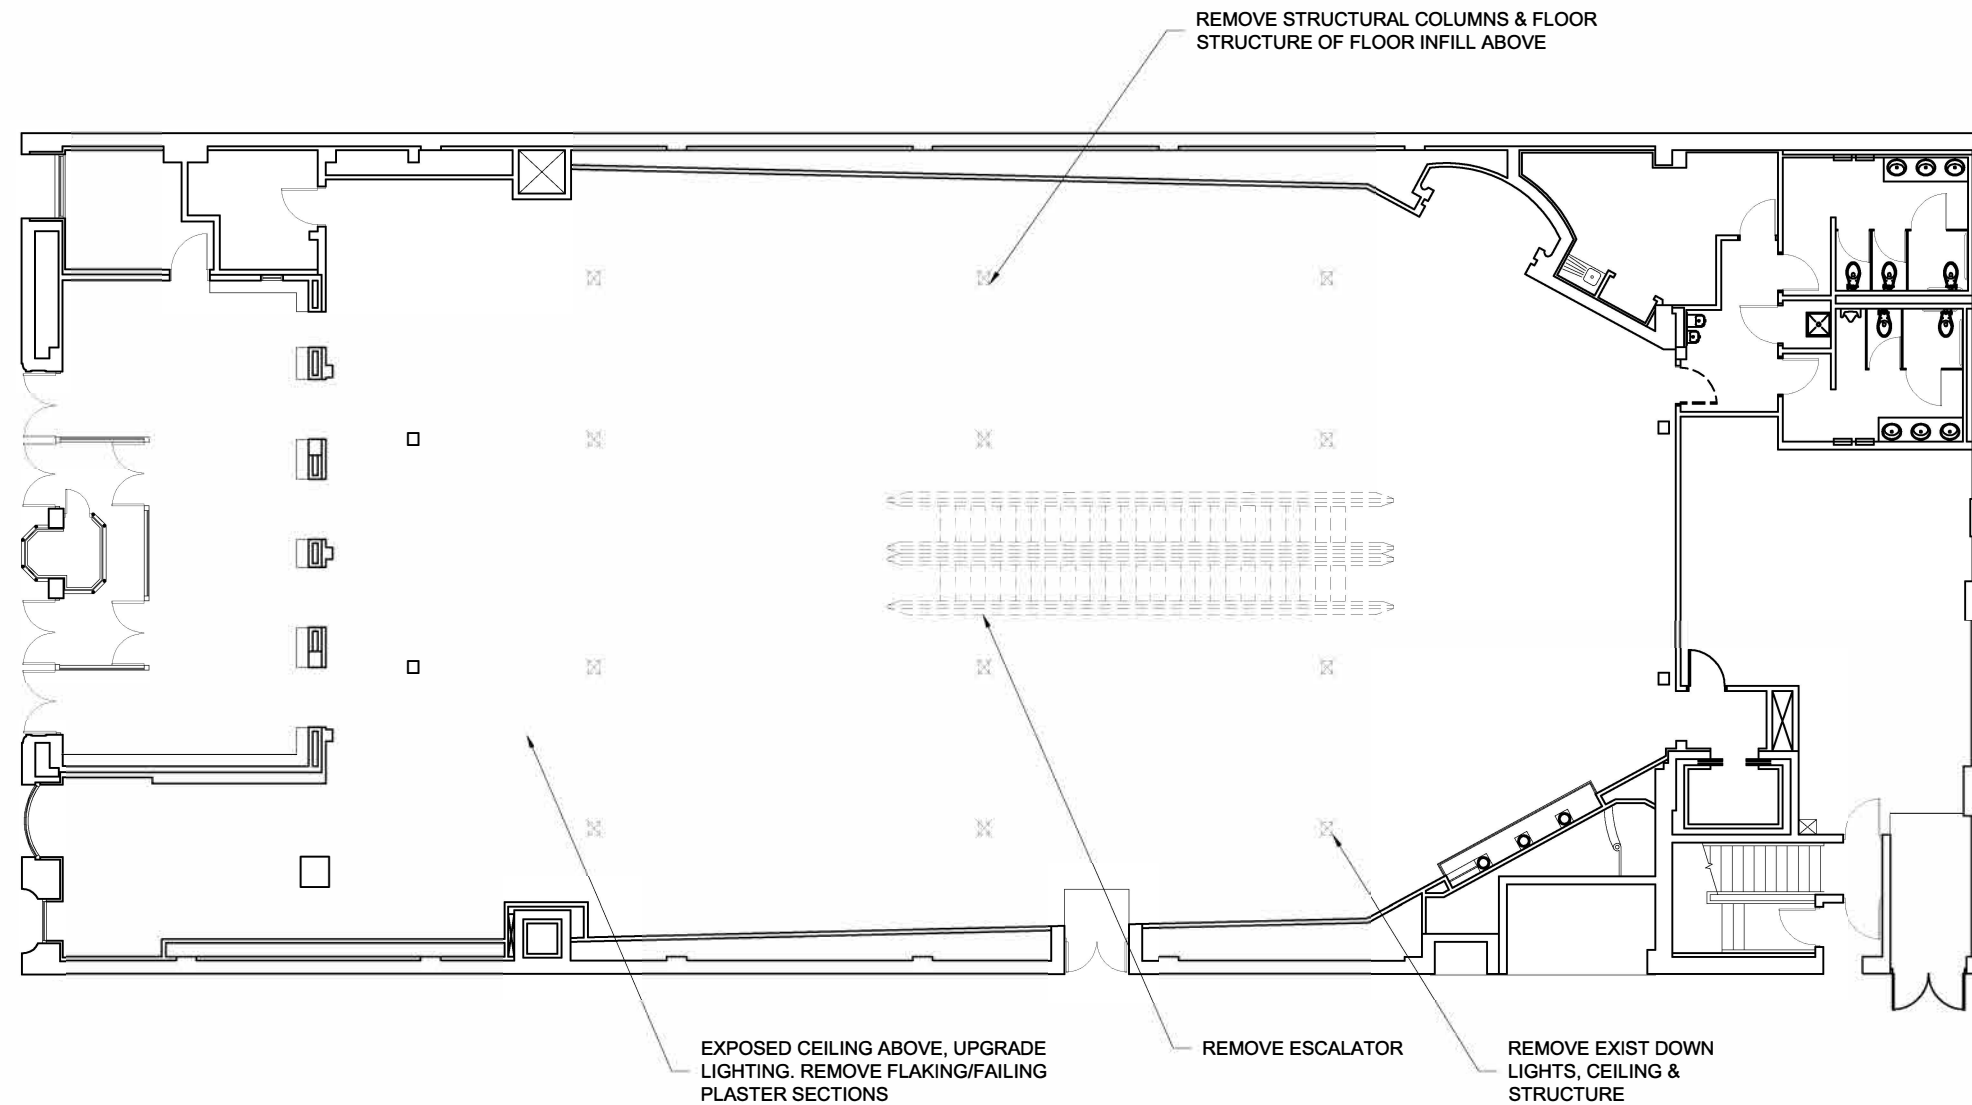 REMOVE STRUCTURAL COLUMNS & FLOOR
STRUCTURE OF FLOOR INFILL ABOVE
EXPOSED CEILING ABOVE, UPGRADE
LIGHTING. REMOVE FLAKING/FAILING
PLASTER SECTIONS
REMOVE ESCALATOR
REMOVE EXIST DOWN
LIGHTS, CEILING &
STRUCTURE